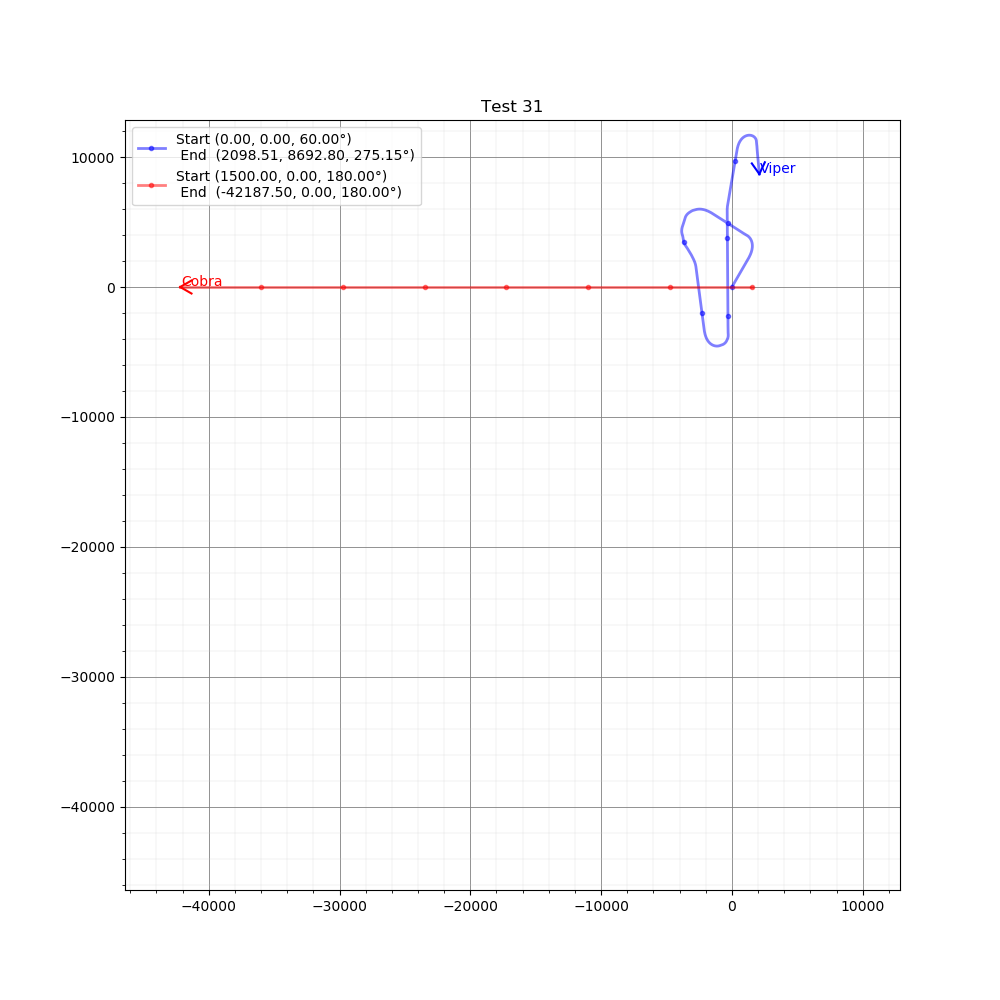 Test 31
Start (0.00, 0.00, 60.00°)
End (2098.51, 8692.80, 275.15°)
Start (1500.00, 0.00, 180.00°)
End (-42187.50, 0.00, 180.00°)
Viper
Cobra
10000
0
−10000
−20000
−30000
−40000
−40000 −30000 −20000 −10000 0 10000